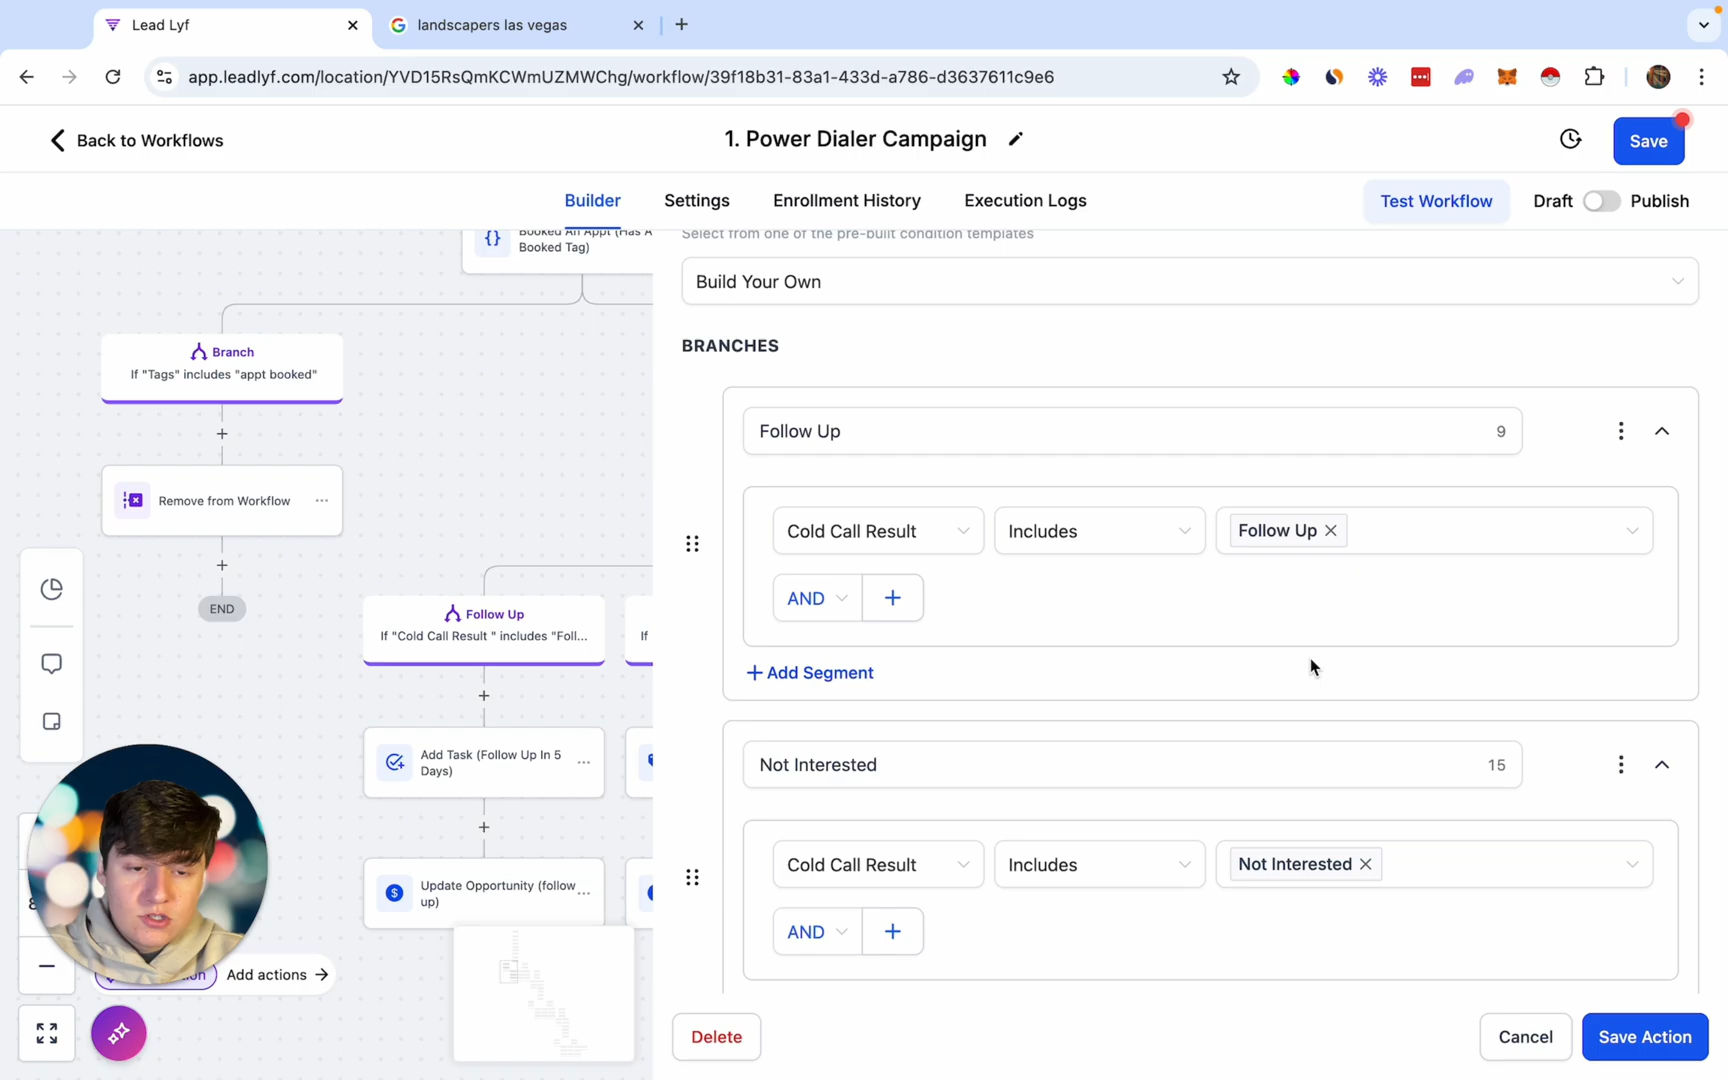 Lead Lyf
landscapers las vegas
app.leadlyf.com/location/YVD15RsQmKCWmUZMWChg/workflow/39f18b31-83a1-433d-a786-d3637611c9e6
Back to Workflows
1. Power Dialer Campaign
Save
Builder
Settings
Enrollment History
Execution Logs
Test Workflow
Draft
Publish
Booked An Appt (Has A
Booked Tag)
Branch
If "Tags" includes "appt booked"
Remove from Workflow
END
Follow Up
If "Cold Call Result " includes "Foll...
If
Add Task (Follow Up In 5
Days)
Update Opportunity (follow
up)
Add actions
Select from one of the pre-built condition templates
Build Your Own
BRANCHES
Follow Up
9
Cold Call Result
Includes
Follow Up
AND
Add Segment
Not Interested
15
Cold Call Result
Includes
Not Interested
AND
Delete
Cancel
Save Action